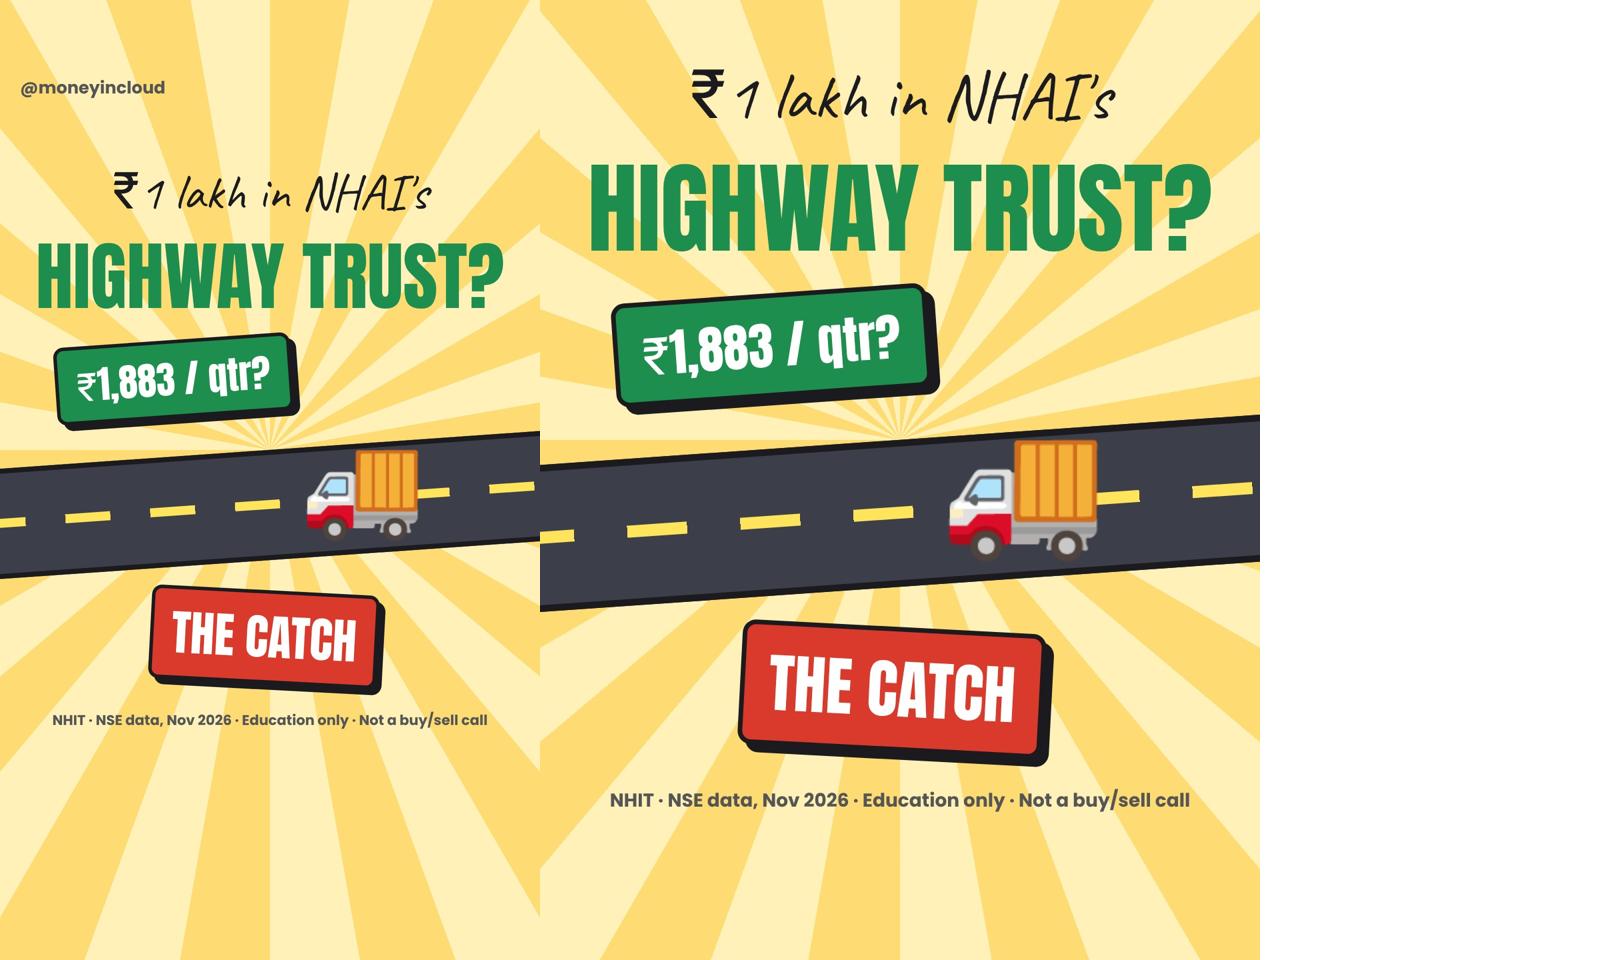 @moneyincloud
₹1 lakh in NHAI's
HIGHWAY TRUST?
₹1,883 / qtr?
THE CATCH
NHIT · NSE data, Nov 2026 · Education only · Not a buy/sell call
₹1 lakh in NHAI's
HIGHWAY TRUST?
₹1,883 / qtr?
THE CATCH
NHIT · NSE data, Nov 2026 · Education only · Not a buy/sell call